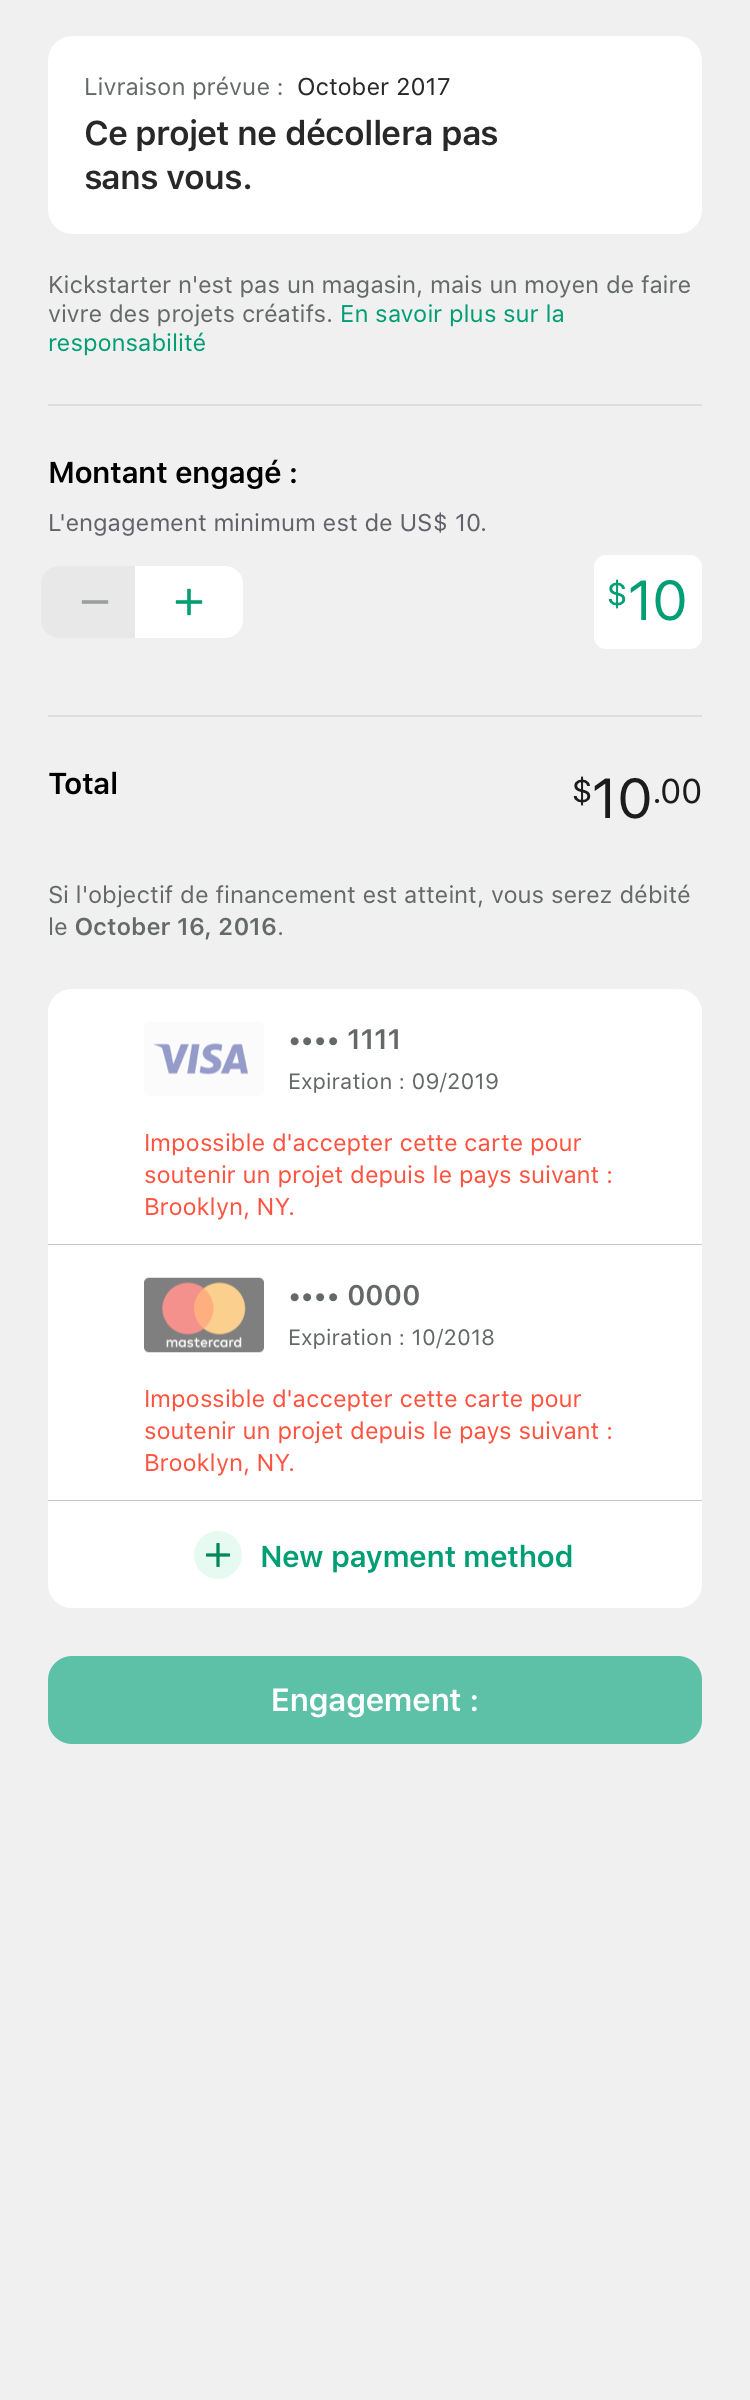 Livraison prévue : October 2017
Ce projet ne décollera pas
sans vous.
Kickstarter n'est pas un magasin, mais un moyen de faire
vivre des projets créatifs. En savoir plus sur la
responsabilité
Montant engagé :
L'engagement minimum est de US$ 10.
− +
$10
Total
$10.00
Si l'objectif de financement est atteint, vous serez débité
le October 16, 2016.
VISA
•••• 1111
Expiration : 09/2019
Impossible d'accepter cette carte pour
soutenir un projet depuis le pays suivant :
Brooklyn, NY.
mastercard
•••• 0000
Expiration : 10/2018
Impossible d'accepter cette carte pour
soutenir un projet depuis le pays suivant :
Brooklyn, NY.
+ New payment method
Engagement :